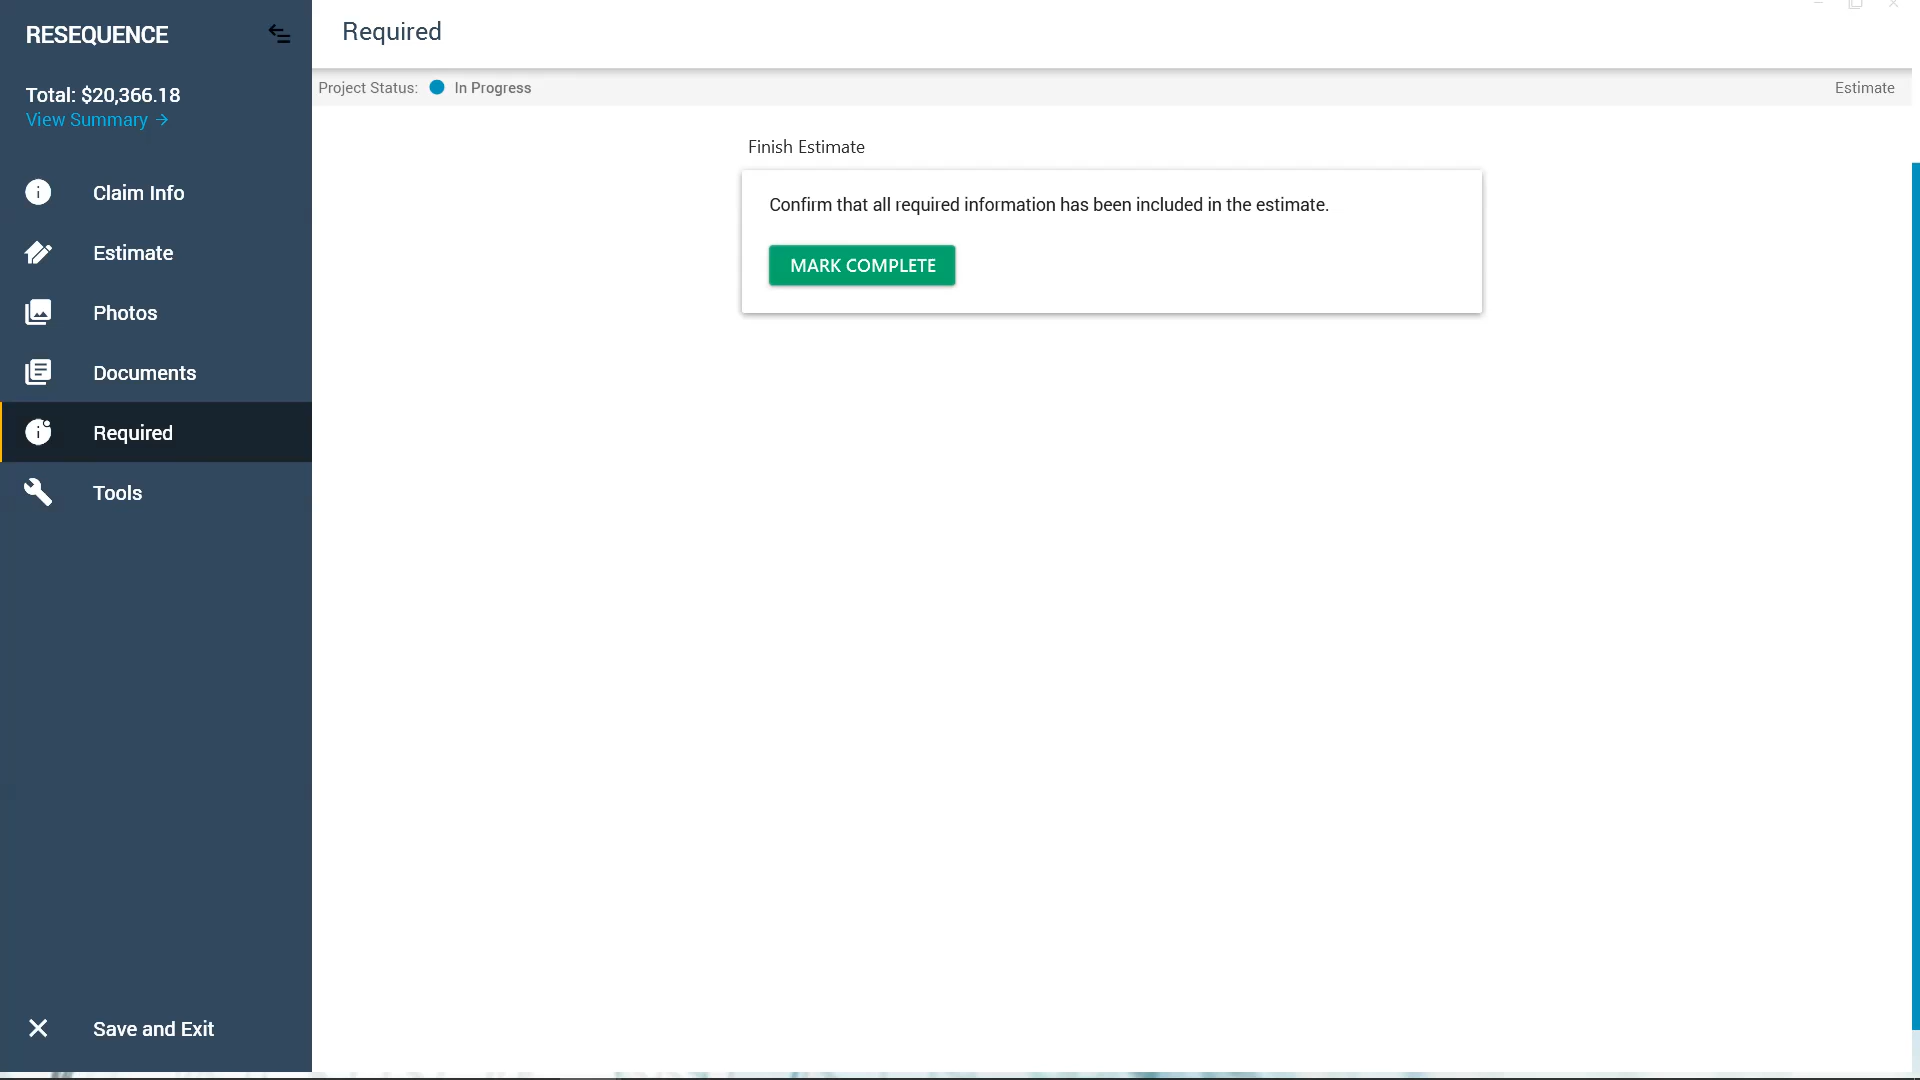 RESEQUENCE
Total: $20,366.18
View Summary →
Claim Info
Estimate
Photos
Documents
Required
Tools
Save and Exit
Required
Project Status: In Progress
Estimate
Finish Estimate
Confirm that all required information has been included in the estimate.
MARK COMPLETE